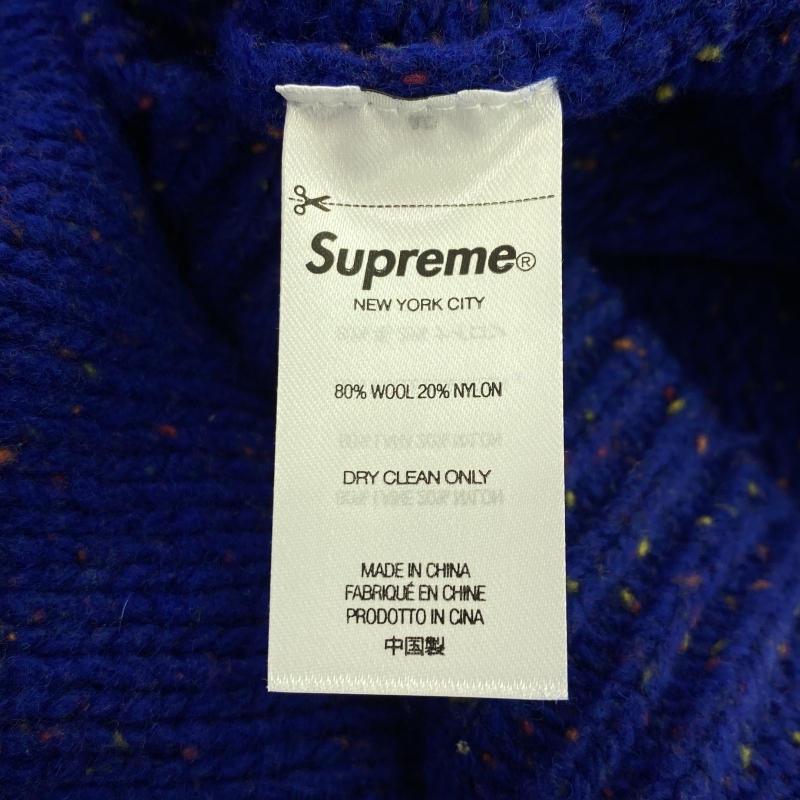 Supreme®
NEW YORK CITY
80% WOOL 20% NYLON
DRY CLEAN ONLY
MADE IN CHINA
FABRIQUÉ EN CHINE
PRODOTTO IN CINA
中国製